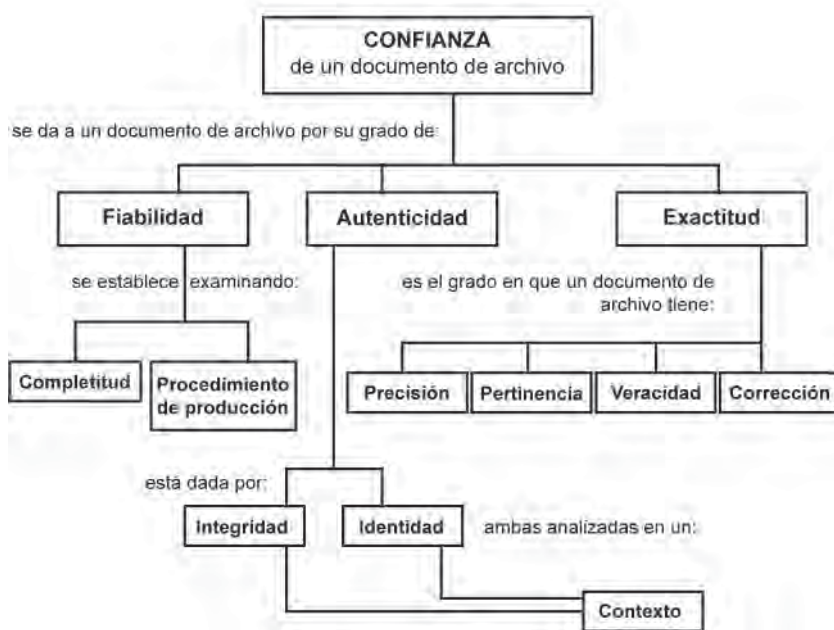 CONFIANZA
de un documento de archivo
se da a un documento de archivo por su grado de:
Fiabilidad
Autenticidad
Exactitud
se establece examinando:
es el grado en que un documento de
archivo tiene:
Completitud
Procedimiento
de producción
Precisión
Pertinencia
Veracidad
Corrección
está dada por:
Integridad
Identidad
ambas analizadas en un:
Contexto